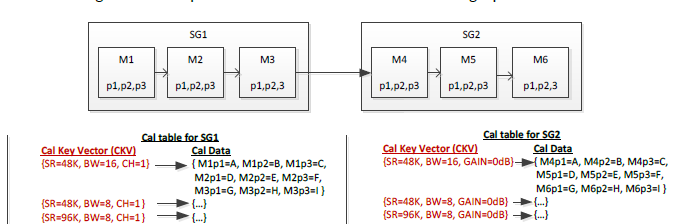 SG1
SG2
M1
M2
M3
M4
M5
M6
p1,p2,p3
p1,p2,p3
p1,p2,3
p1,p2,p3
p1,p2,p3
p1,p2,3
Cal table for SG1
Cal Key Vector (CKV) Cal Data
{SR=48K, BW=16, CH=1} { M1p1=A, M1p2=B, M1p3=C,
M2p1=D, M2p2=E, M2p3=F,
M3p1=G, M3p2=H, M3p3=I }
{SR=48K, BW=8, CH=1} {...}
{SR=96K, BW=8, CH=1} {...}
Cal table for SG2
Cal Key Vector (CKV) Cal Data
{SR=48K, BW=16, GAIN=0dB} { M4p1=A, M4p2=B, M4p3=C,
M5p1=D, M5p2=E, M5p3=F,
M6p1=G, M6p2=H, M6p3=I }
{SR=48K, BW=8, GAIN=0dB} {...}
{SR=96K, BW=8, GAIN=0dB} {...}